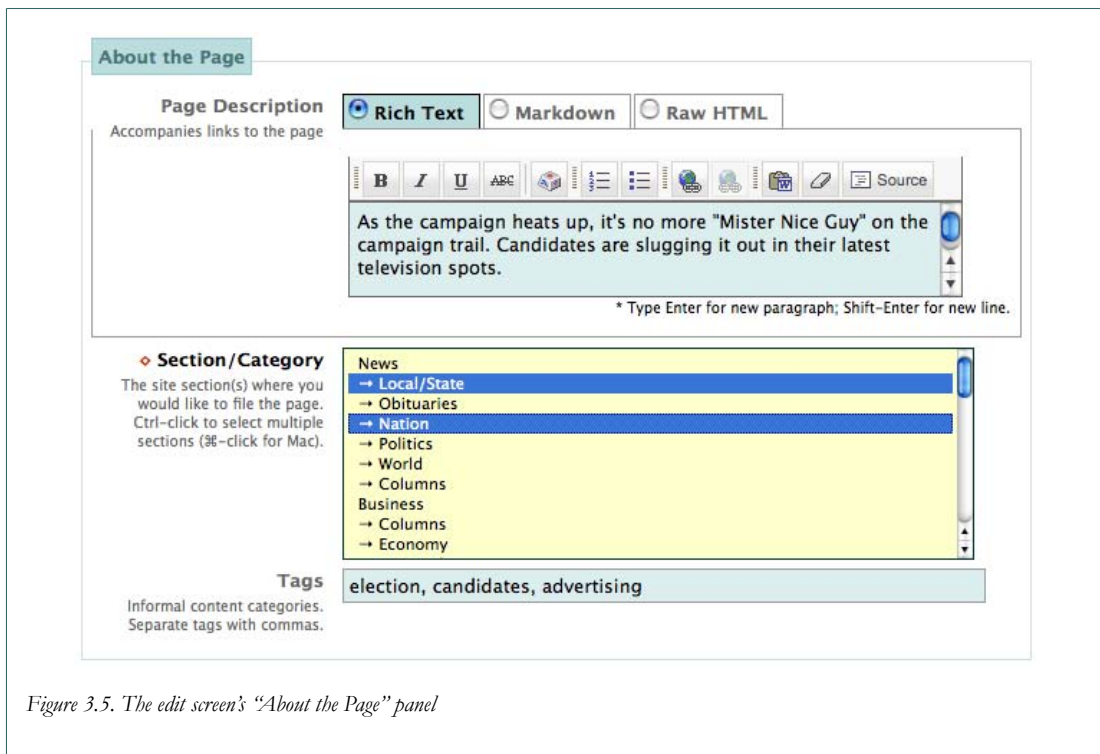 About the Page
Page Description
Accompanies links to the page
Rich Text
Markdown
Raw HTML
B I U ABC
Source
As the campaign heats up, it's no more "Mister Nice Guy" on the
campaign trail. Candidates are slugging it out in their latest
television spots.
* Type Enter for new paragraph; Shift-Enter for new line.
Section/Category
The site section(s) where you
would like to file the page.
Ctrl-click to select multiple
sections (⌘-click for Mac).
News
→ Local/State
→ Obituaries
→ Nation
→ Politics
→ World
→ Columns
Business
→ Columns
→ Economy
Tags
Informal content categories.
Separate tags with commas.
election, candidates, advertising
Figure 3.5. The edit screen's “About the Page” panel